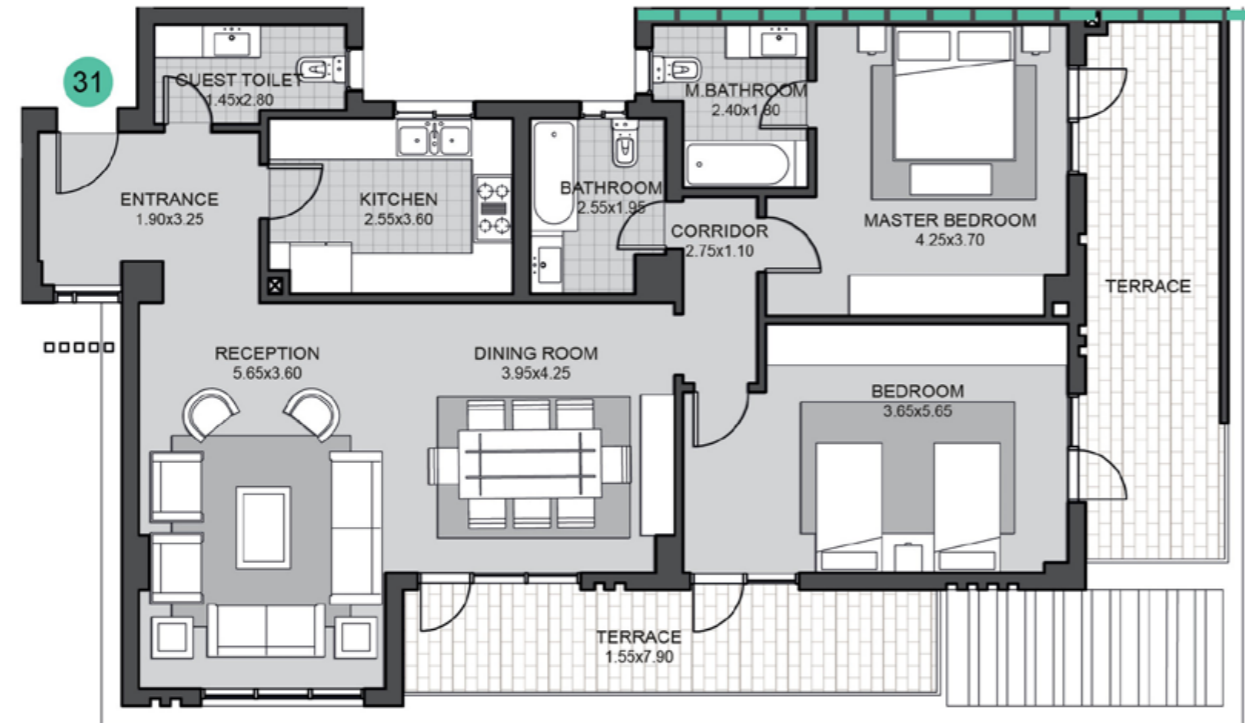 31
GUEST TOILET
1.45x2.80
M.BATHROOM
2.40x1.80
ENTRANCE
1.90x3.25
KITCHEN
2.55x3.60
BATHROOM
2.55x1.95
CORRIDOR
2.75x1.10
MASTER BEDROOM
4.25x3.70
TERRACE
RECEPTION
5.65x3.60
DINING ROOM
3.95x4.25
BEDROOM
3.65x5.65
TERRACE
1.55x7.90